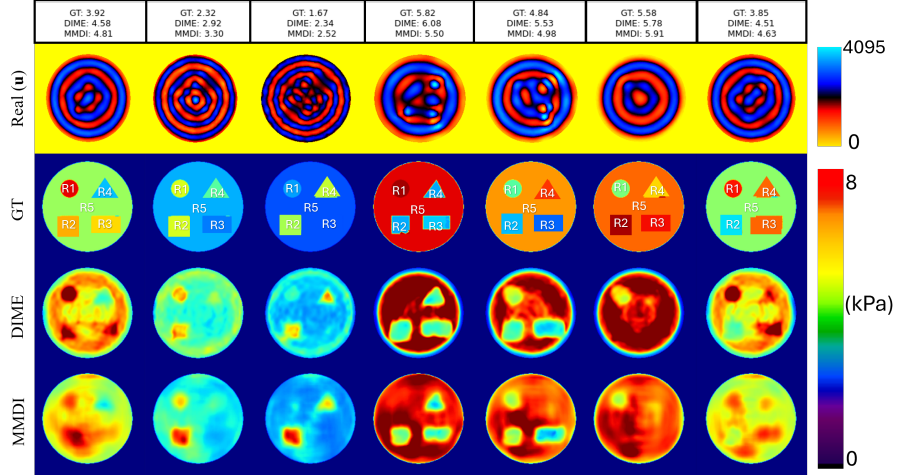 GT: 3.92
DIME: 4.58
MMDI: 4.81
GT: 2.32
DIME: 2.92
MMDI: 3.30
GT: 1.67
DIME: 2.34
MMDI: 2.52
GT: 5.82
DIME: 6.08
MMDI: 5.50
GT: 4.84
DIME: 5.53
MMDI: 4.98
GT: 5.58
DIME: 5.78
MMDI: 5.91
GT: 3.85
DIME: 4.51
MMDI: 4.63
Real (u)
4095
0
GT
R1 R4
R5
R2 R3
R1 R4
R5
R2 R3
R1 R4
R5
R2 R3
R1 R4
R5
R2 R3
R1 R4
R5
R2 R3
R1 R4
R5
R2 R3
R1 R4
R5
R2 R3
8
(kPa)
0
DIME
MMDI